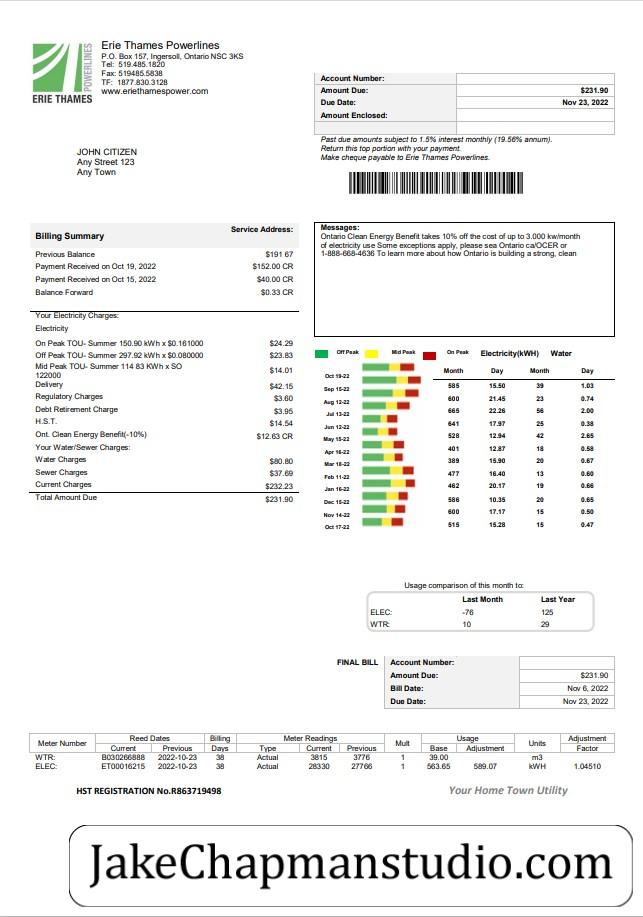 Erie Thames Powerlines
P.O. Box 157, Ingersoll, Ontario NSC 3KS
Tel:  519.485.1820
Fax: 519485.5838
TF:  1877.830.3128
www.eriethamespower.com
POWERLINES
ERIE THAMES
Account Number:
Amount Due: $231.90
Due Date: Nov 23, 2022
Amount Enclosed:
Past due amounts subject to 1.5% interest monthly (19.56% annum).
Return this top portion with your payment.
Make cheque payable to Erie Thames Powerlines.
JOHN CITIZEN
Any Street 123
Any Town
Billing Summary Service Address:
Previous Balance $191.67
Payment Received on Oct 19, 2022 $152.00 CR
Payment Received on Oct 15, 2022 $40.00 CR
Balance Forward $0.33 CR
Your Electricity Charges:
Electricity
On Peak TOU- Summer 150.90 kWh x $0.161000 $24.29
Off Peak TOU- Summer 297.92 kWh x $0.080000 $23.83
Mid Peak TOU- Summer 114 83 KWh x SO
122000 $14.01
Delivery $42.15
Regulatory Charges $3.60
Debt Retirement Charge $3.95
H.S.T. $14.54
Ont. Clean Energy Benefit(-10%) $12.63 CR
Your Water/Sewer Charges:
Water Charges $80.80
Sewer Charges $37.69
Current Charges $232.23
Total Amount Due $231.90
Messages:
Ontario Clean Energy Benefit takes 10% off the cost of up to 3.000 kw/month
of electricity use Some exceptions apply, please sea Ontario ca/OCER or
1-888-668-4636 To learn more about how Ontario is building a strong, clean
Off Peak Mid Peak On Peak Electricity(kWH) Water
Month Day Month Day
Oct 19-22
585 15.50 39 1.03
Sep 15-22
600 21.45 23 0.74
Aug 12-22
665 22.26 56 2.00
Jul 13-22
641 17.97 25 0.38
Jun 12-22
528 12.94 42 2.65
May 15-22
401 12.87 18 0.58
Apr 16-22
389 15.90 20 0.67
Mar 18-22
477 16.40 13 0.60
Feb 11-22
462 20.17 19 0.66
Jan 16-22
586 10.35 20 0.65
Dec 15-22
600 17.17 15 0.50
Nov 14-22
515 15.28 15 0.47
Oct 17-22
Usage comparison of this month to:
Last Month Last Year
ELEC: -76 125
WTR: 10 29
FINAL BILL
Account Number:
Amount Due: $231.90
Bill Date: Nov 6, 2022
Due Date: Nov 23, 2022
Meter Number Reed Dates Billing Meter Readings Mult Usage Units Adjustment
Current Previous Days Type Current Previous Base Adjustment Factor
WTR: B030266888 2022-10-23 38 Actual 3815 3776 1 39.00 m3
ELEC: ET00016215 2022-10-23 38 Actual 28330 27766 1 563.65 589.07 kWH 1.04510
HST REGISTRATION No.R863719498
Your Home Town Utility
JakeChapmanstudio.com